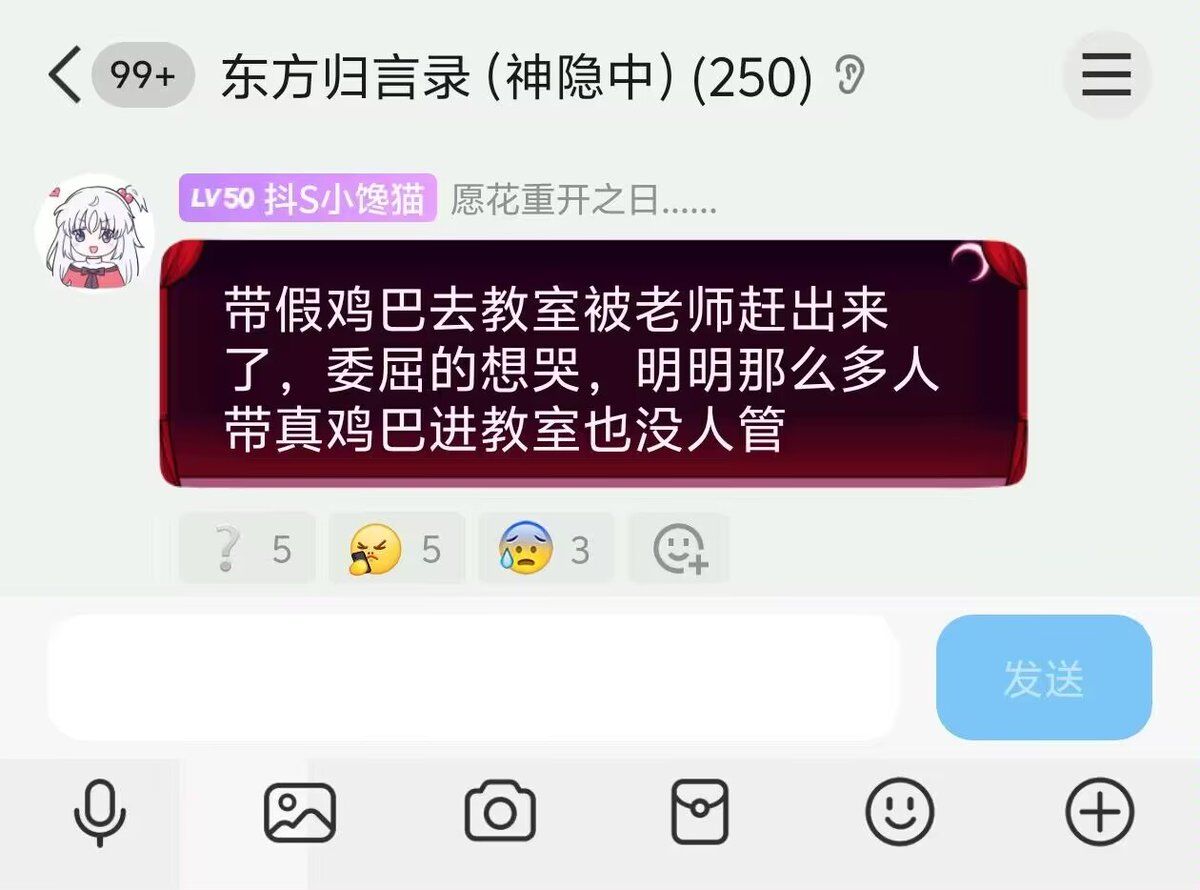 99+ 东方归言录（神隐中）(250)
LV50 抖S小馋猫 愿花重开之日......
带假鸡巴去教室被老师赶出来
了，委屈的想哭，明明那么多人
带真鸡巴进教室也没人管
5 5 3
发送